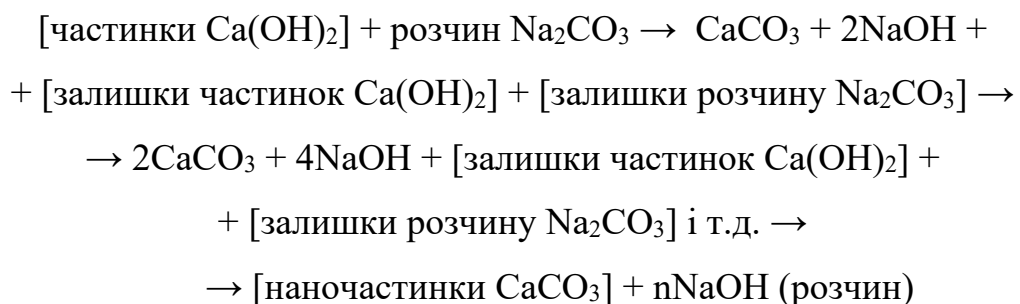 [частинки Ca(OH)₂] + розчин Na₂CO₃ → CaCO₃ + 2NaOH +
+ [залишки частинок Ca(OH)₂] + [залишки розчину Na₂CO₃] →
→ 2CaCO₃ + 4NaOH + [залишки частинок Ca(OH)₂] +
+ [залишки розчину Na₂CO₃] і т.д. →
→ [наночастинки CaCO₃] + nNaOH (розчин)